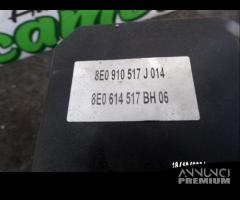 8E0 910 517 J 014
8E0 614 517 BH 06
ANNUNCI
PREMIUM